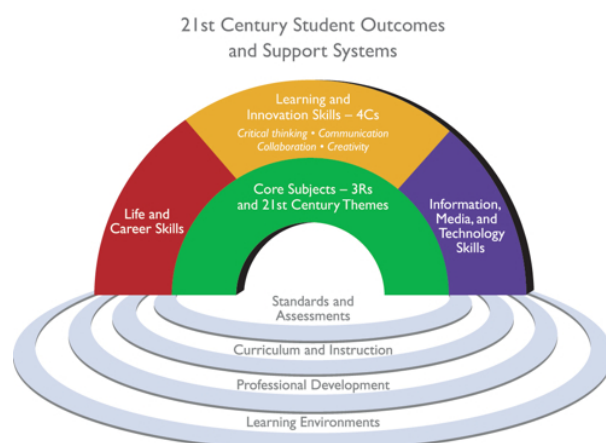 21st Century Student Outcomes
and Support Systems
Learning and
Innovation Skills – 4Cs
Critical thinking • Communication
Collaboration • Creativity
Core Subjects – 3Rs
and 21st Century Themes
Life and
Career Skills
Information,
Media, and
Technology
Skills
Standards and
Assessments
Curriculum and Instruction
Professional Development
Learning Environments